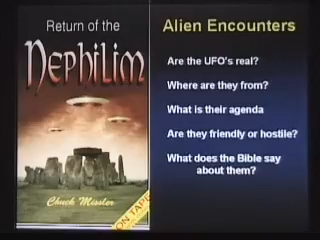 Return of the
Nephilim
Chuck Missler
ON TAPE
Alien Encounters
Are the UFO's real?
Where are they from?
What is their agenda
Are they friendly or hostile?
What does the Bible say
about them?